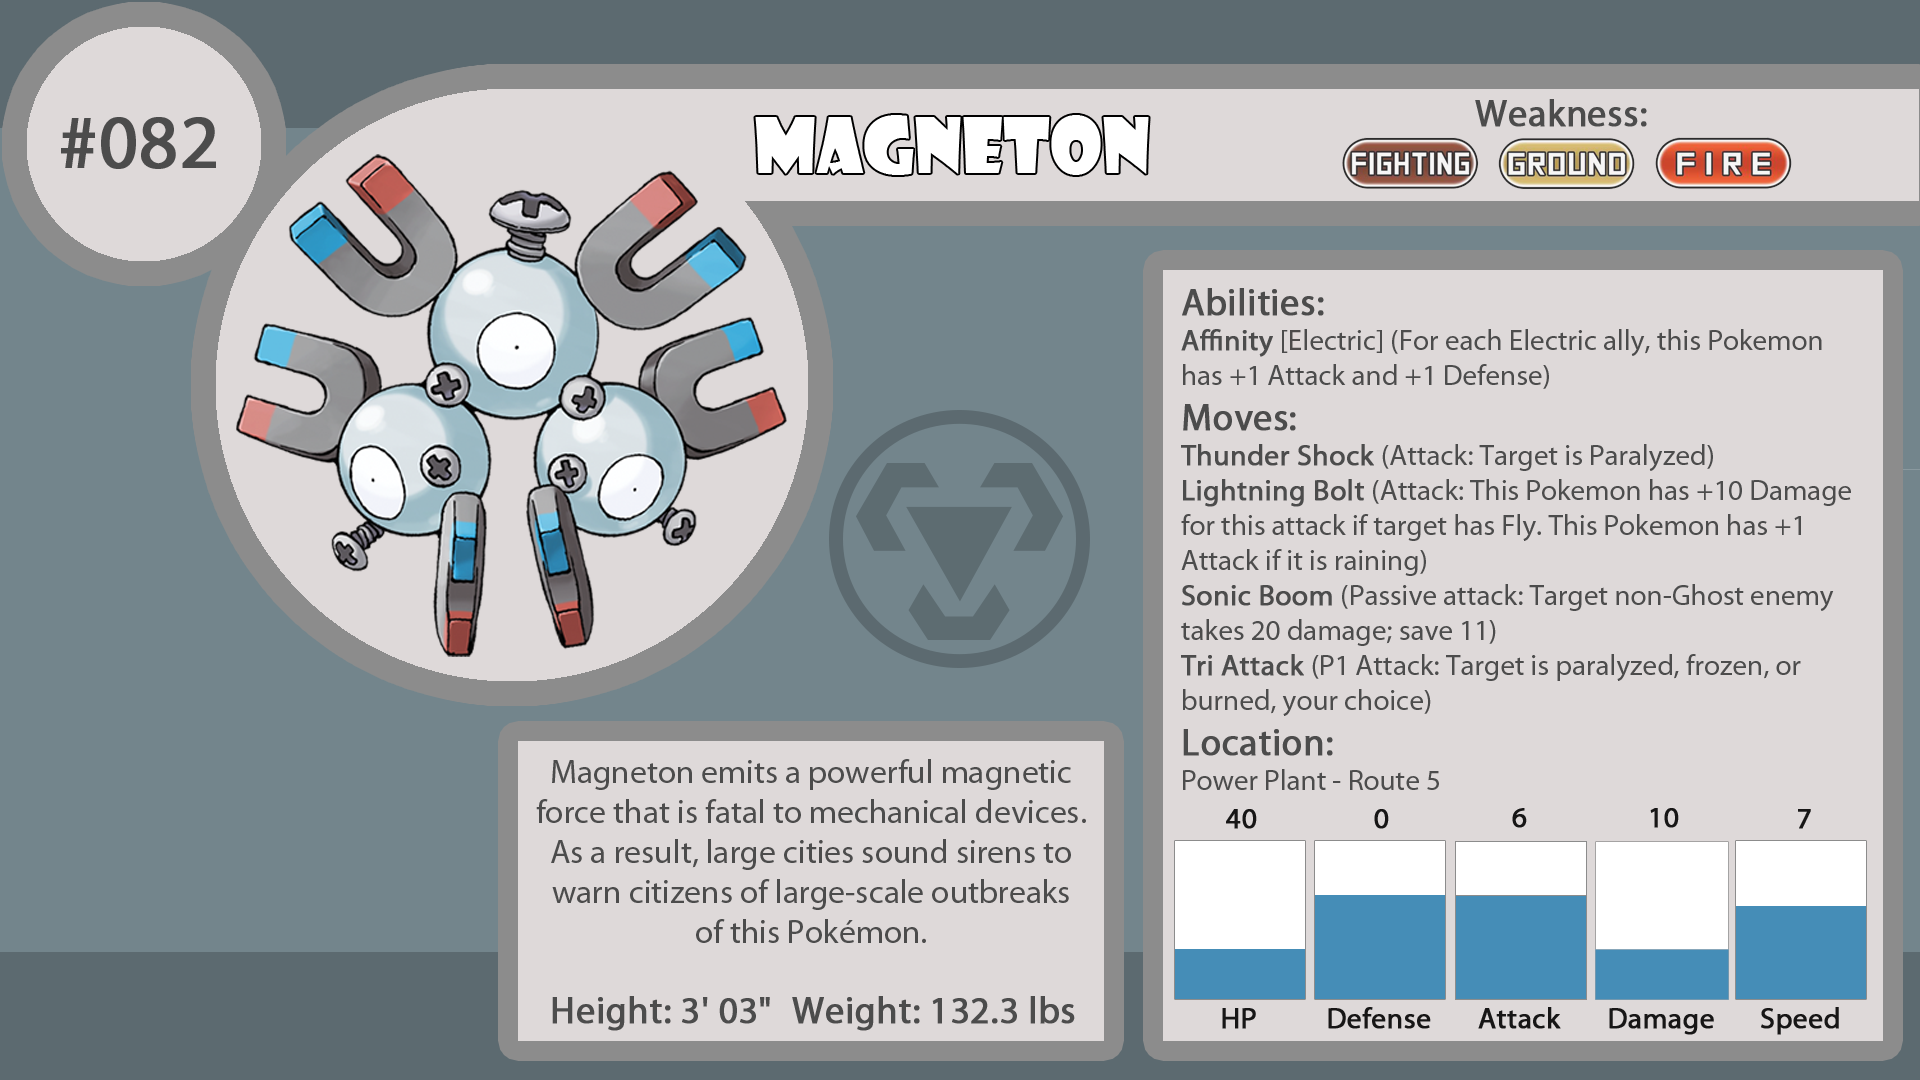 #082
MAGNETON
Weakness:
FIGHTING GROUND FIRE
Abilities:
Affinity [Electric] (For each Electric ally, this Pokemon
has +1 Attack and +1 Defense)
Moves:
Thunder Shock (Attack: Target is Paralyzed)
Lightning Bolt (Attack: This Pokemon has +10 Damage
for this attack if target has Fly. This Pokemon has +1
Attack if it is raining)
Sonic Boom (Passive attack: Target non-Ghost enemy
takes 20 damage; save 11)
Tri Attack (P1 Attack: Target is paralyzed, frozen, or
burned, your choice)
Location:
Power Plant - Route 5
40 0 6 10 7
HP Defense Attack Damage Speed
Magneton emits a powerful magnetic
force that is fatal to mechanical devices.
As a result, large cities sound sirens to
warn citizens of large-scale outbreaks
of this Pokémon.
Height: 3' 03" Weight: 132.3 lbs